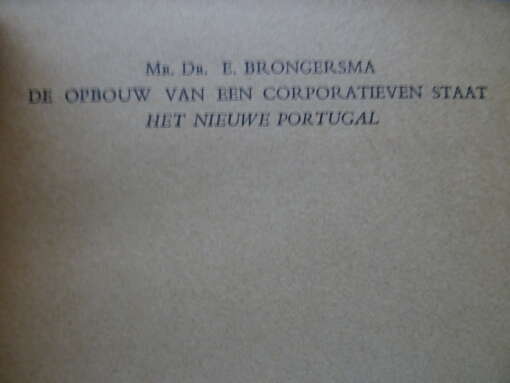 MR. DR. E. BRONGERSMA
DE OPBOUW VAN EEN CORPORATIEVEN STAAT
HET NIEUWE PORTUGAL